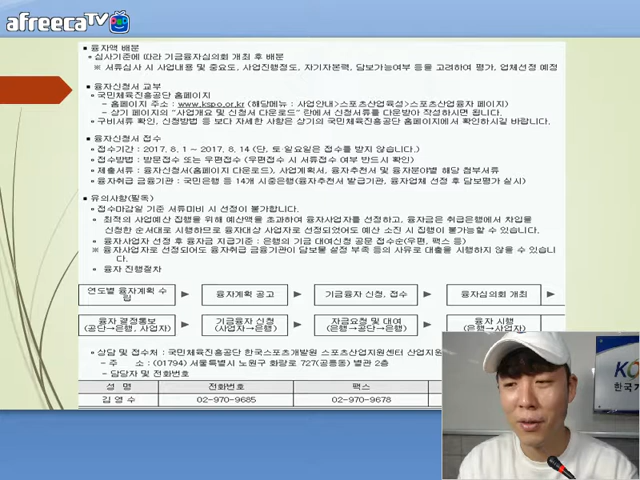 afreecaTV
▪ 융자액 배분
◦ 심사기준에 따라 기금융자심의회 개최 후 배분
※ 서류심사 시 사업내용 및 중요도, 사업진행정도, 자기자본력, 담보가능여부 등을 고려하여 평가, 업체선정 예정
▪ 융자신청서 교부
◦ 국민체육진흥공단 홈페이지
– 홈페이지 주소 : www.kspo.or.kr (해당메뉴 : 사업안내>스포츠산업육성>스포츠산업융자 페이지)
– 상기 페이지의 "사업개요 및 신청서 다운로드" 란에서 신청서류를 다운받아 작성하시면 됩니다.
◦ 구비서류 확인, 신청방법 등 보다 자세한 사항은 상기의 국민체육진흥공단 홈페이지에서 확인하시길 바랍니다.
▪ 융자신청서 접수
◦ 접수기간 : 2017. 8. 1 ~ 2017. 8. 14 (단, 토·일요일은 접수를 받지 않습니다.)
◦ 접수방법 : 방문접수 또는 우편접수 (우편접수 시 서류접수 여부 반드시 확인)
◦ 제출서류 : 융자신청서(홈페이지 다운로드), 사업계획서, 융자추천서 및 융자분야별 해당 첨부서류
◦ 융자취급 금융기관 : 국민은행 등 14개 시중은행(융자추천서 발급기관, 융자업체 선정 후 담보평가 실시)
▪ 유의사항(필독)
◦ 접수마감일 기준 서류미비 시 선정이 불가합니다.
◦ 최적의 사업예산 집행을 위해 예산액을 초과하여 융자사업자를 선정하고, 융자금은 취급은행에서 차입을
신청한 순서대로 시행하므로 융자대상 사업자로 선정되었어도 예산 소진 시 집행이 불가능할 수 있습니다.
◦ 융자사업자 선정 후 융자금 지급기준 : 은행의 기금 대여신청 공문 접수순(우편, 팩스 등)
※ 융자사업자로 선정되어도 융자취급 금융기관이 담보물 설정 부족 등의 사유로 대출을 시행하지 않을 수 있습니
다.
◦ 융자 진행절차
연도별 융자계획 수립 ▶ 융자계획 공고 ▶ 기금융자 신청, 접수 ▶ 융자심의회 개최 ▶
융자 결정통보 (공단→은행, 사업자) ▶ 기금융자 신청 (사업자→은행) ▶ 자금요청 및 대여 (은행→공단→은행) ▶ 융자 시행 (은행→사업자)
◦ 상담 및 접수처 : 국민체육진흥공단 한국스포츠개발원 스포츠산업지원센터 산업지원
– 주 소 : (01794) 서울특별시 노원구 화랑로 727(공릉동) 별관 2층
– 담당자 및 전화번호
성 명 전화번호 팩스
김 영 수 02-970-9685 02-970-9678
한국기